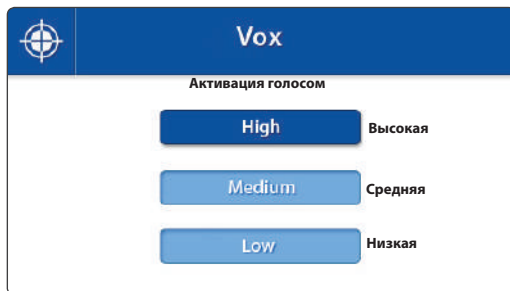 Vox
Активация голосом
High Высокая
Medium Средняя
Low Низкая